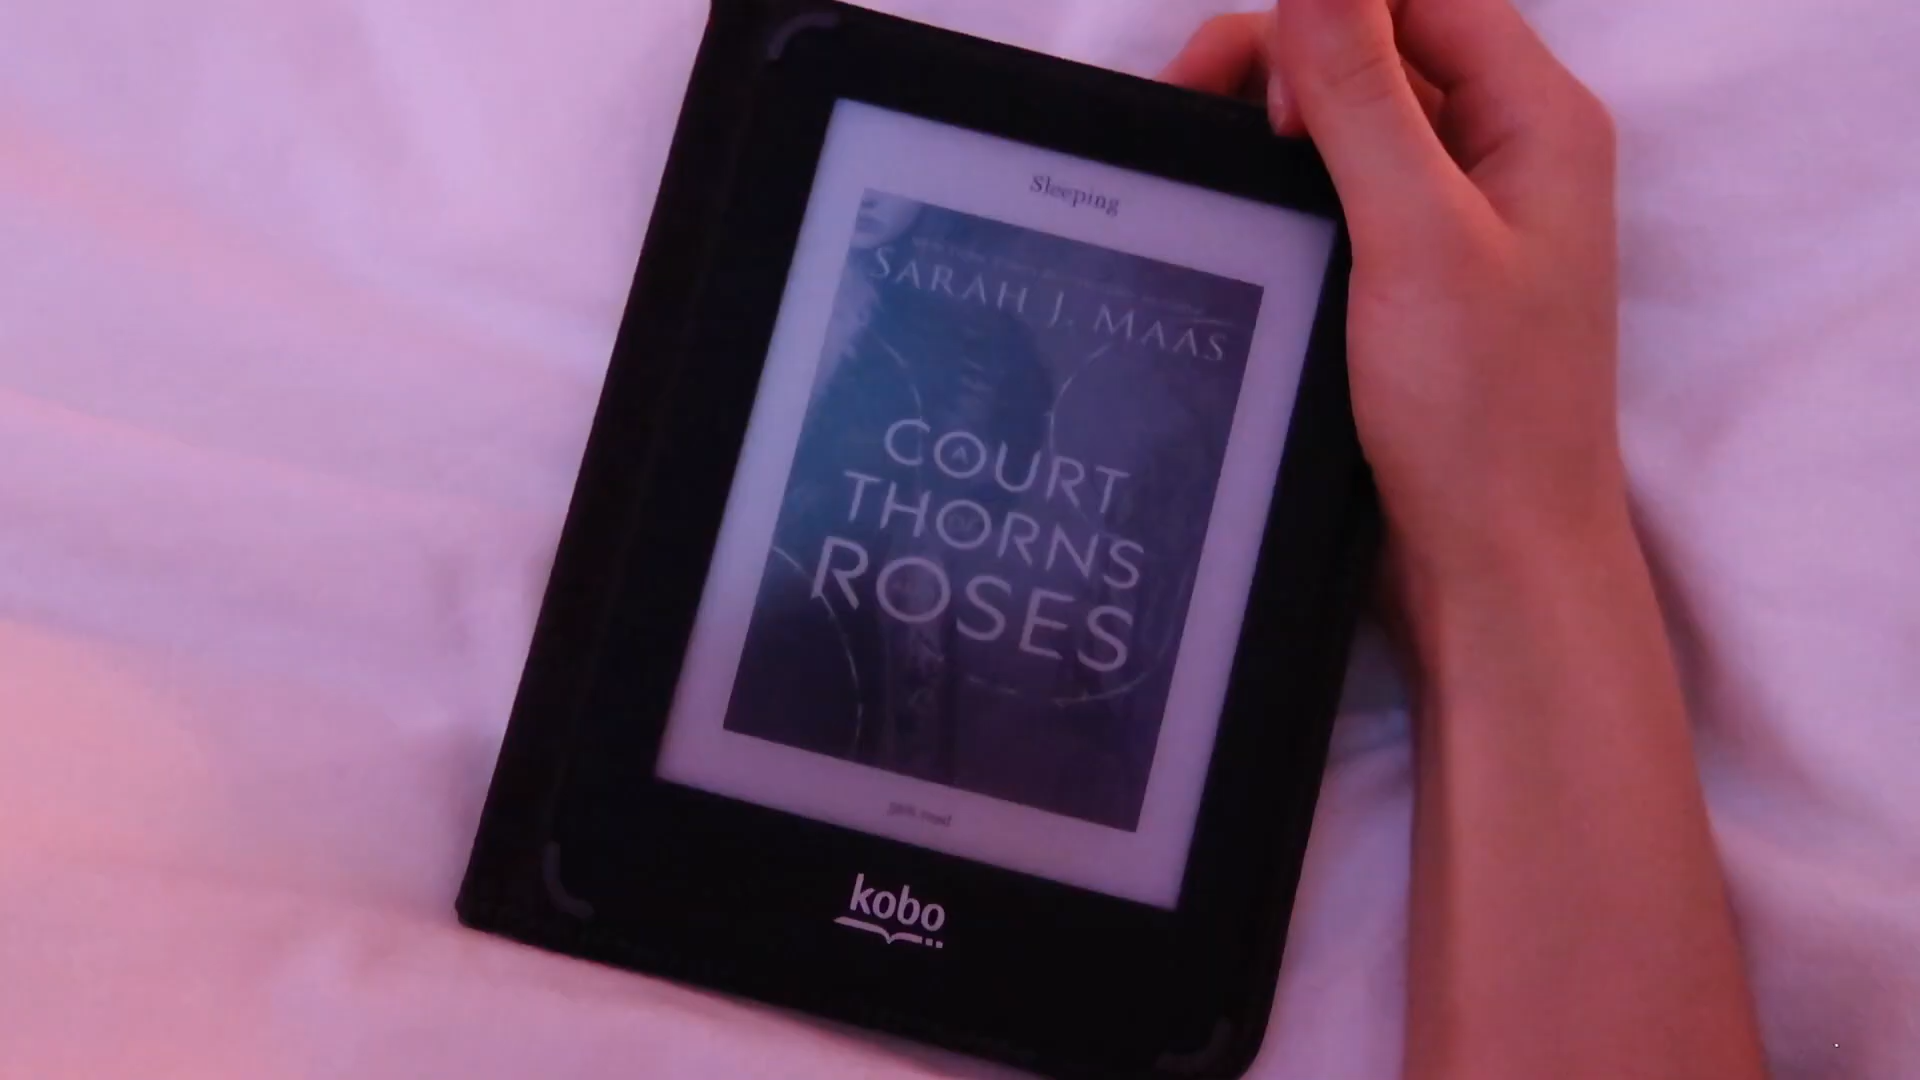 Sleeping
SARAH J. MAAS
A
COURT
THORNS
ROSES
kobo